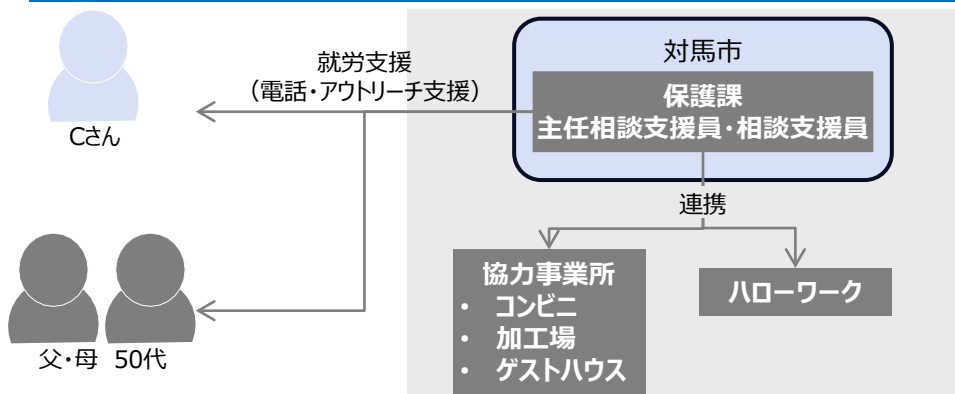 対馬市
就労支援
（電話・アウトリーチ支援）
保護課
主任相談支援員・相談支援員
Cさん
連携
協力事業所
• コンビニ
• 加工場
• ゲストハウス
ハローワーク
父・母 50代